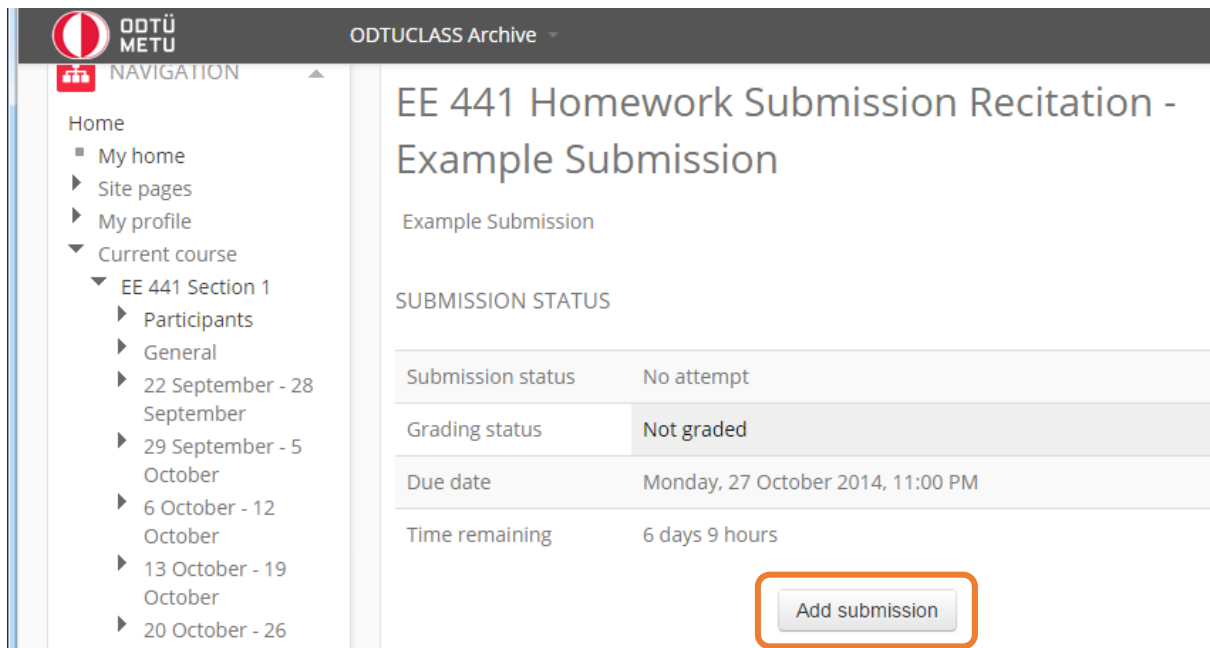 ODTÜ
METU
ODTUCLASS Archive
NAVIGATION
Home
My home
Site pages
My profile
Current course
EE 441 Section 1
Participants
General
22 September - 28
September
29 September - 5
October
6 October - 12
October
13 October - 19
October
20 October - 26
EE 441 Homework Submission Recitation -
Example Submission
Example Submission
SUBMISSION STATUS
Submission status No attempt
Grading status Not graded
Due date Monday, 27 October 2014, 11:00 PM
Time remaining 6 days 9 hours
Add submission